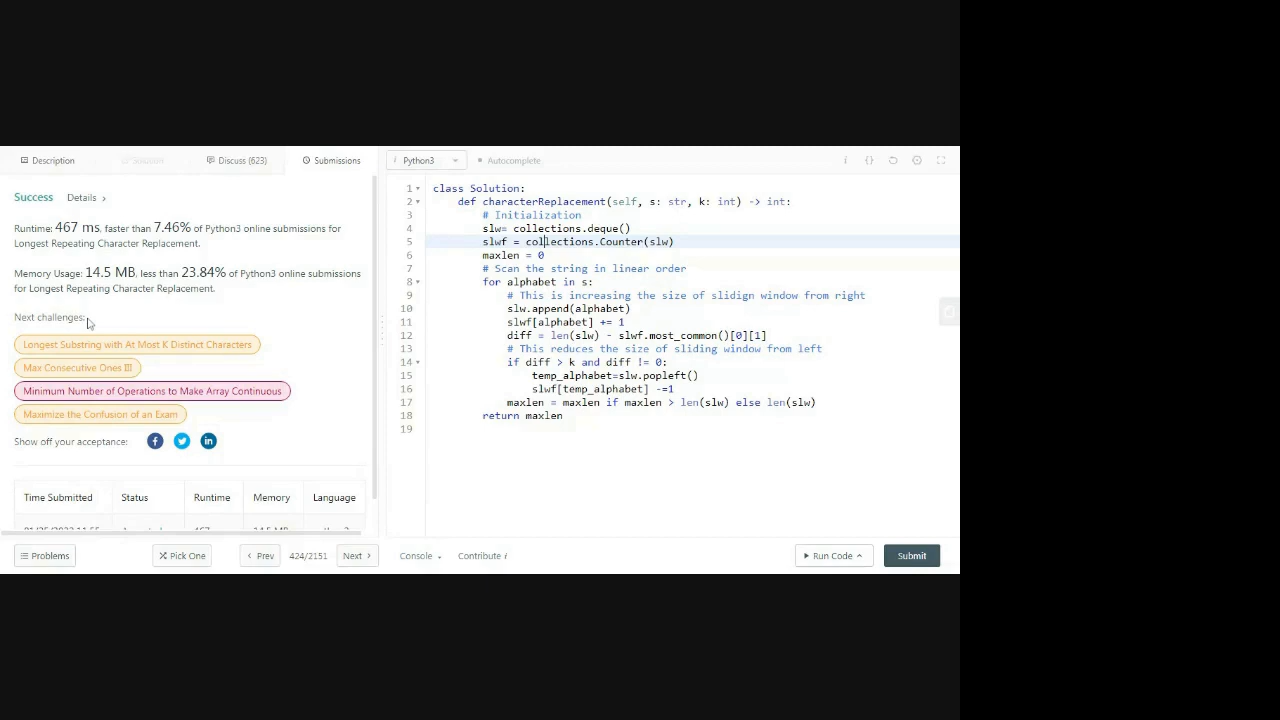 Description
Solution
Discuss (623)
Submissions
i Python3
Autocomplete
i {}
Success Details >
Runtime: 467 ms, faster than 7.46% of Python3 online submissions for
Longest Repeating Character Replacement.
Memory Usage: 14.5 MB, less than 23.84% of Python3 online submissions
for Longest Repeating Character Replacement.
Next challenges:
Longest Substring with At Most K Distinct Characters
Max Consecutive Ones III
Minimum Number of Operations to Make Array Continuous
Maximize the Confusion of an Exam
Show off your acceptance:
Time Submitted Status Runtime Memory Language
1 class Solution:
2 def characterReplacement(self, s: str, k: int) -> int:
3 # Initialization
4 slw= collections.deque()
5 slwf = collections.Counter(slw)
6 maxlen = 0
7 # Scan the string in linear order
8 for alphabet in s:
9 # This is increasing the size of slidign window from right
10 slw.append(alphabet)
11 slwf[alphabet] += 1
12 diff = len(slw) - slwf.most_common()[0][1]
13 # This reduces the size of sliding window from left
14 if diff > k and diff != 0:
15 temp_alphabet=slw.popleft()
16 slwf[temp_alphabet] -=1
17 maxlen = maxlen if maxlen > len(slw) else len(slw)
18 return maxlen
19
Problems
Pick One
< Prev
424/2151
Next >
Console
Contribute i
Run Code
Submit